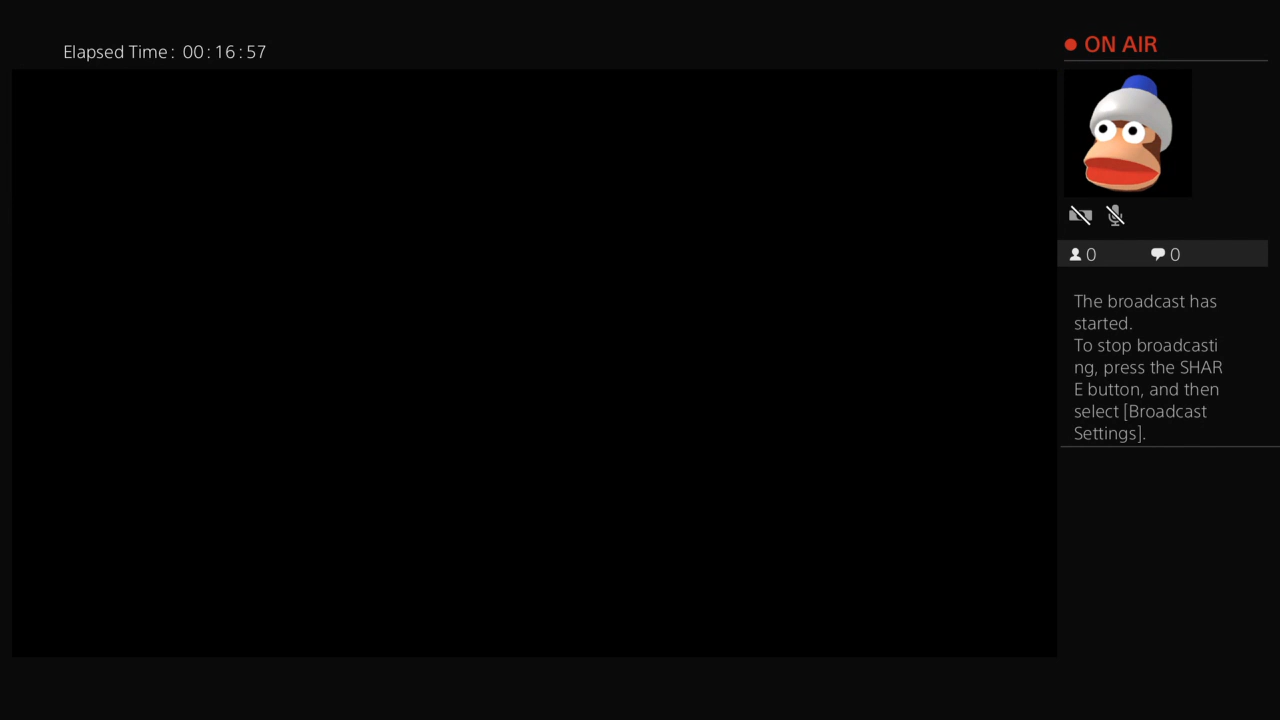 Elapsed Time: 00:16:57
ON AIR
0 0
The broadcast has
started.
To stop broadcasti
ng, press the SHAR
E button, and then
select [Broadcast
Settings].